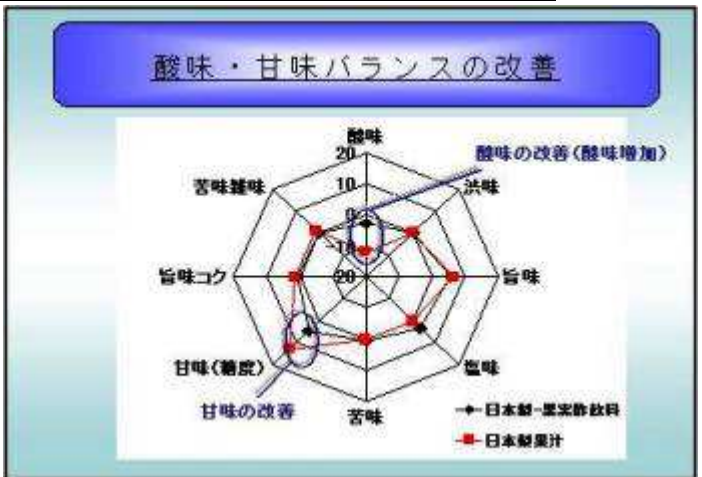 酸味・甘味バランスの改善
酸味
酸味の改善(酸味増加)
20
苦味雑味
渋味
10
0
-10
旨味コク
-20
旨味
甘味(糖度)
塩味
甘味の改善
苦味
日本梨-果実酢飲料
日本梨果汁